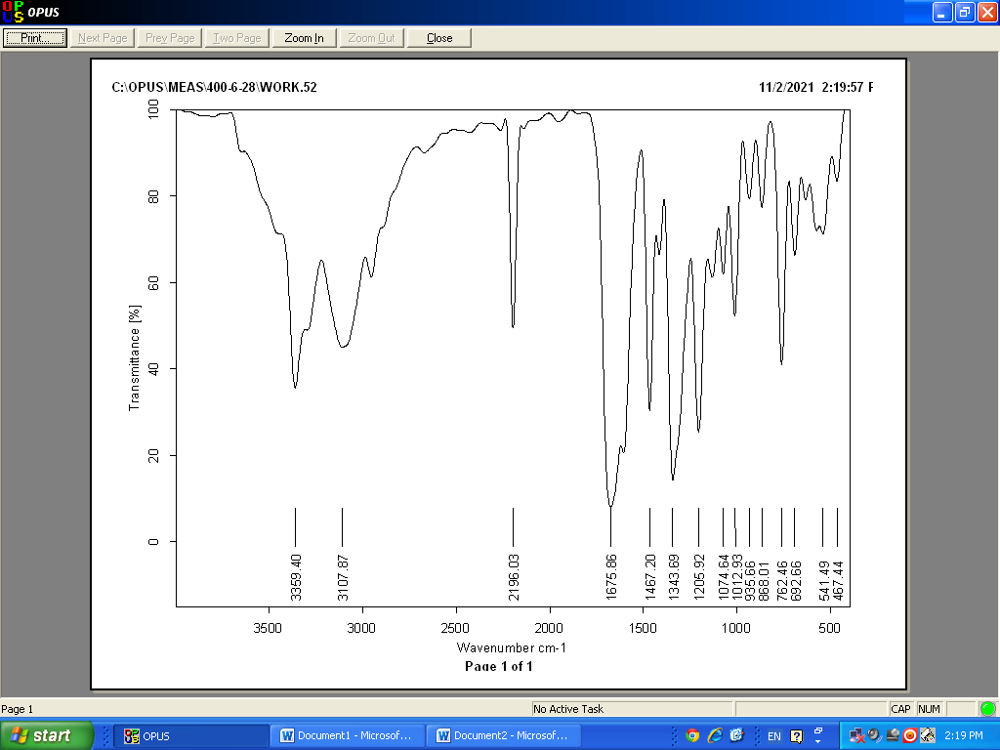 OPUS
OPUS
Print... Next Page Prev Page Two Page Zoom In Zoom Out Close
C:\OPUS\MEAS\400-6-28\WORK.52 11/2/2021 2:19:57 P
100
80
60
40
20
0
Transmittance [%]
3359.40
3107.87
2196.03
1675.86
1467.20
1343.69
1205.92
1074.64
1012.93
935.66
868.01
762.46
692.66
541.49
467.44
3500 3000 2500 2000 1500 1000 500
Wavenumber cm-1
Page 1 of 1
Page 1 No Active Task CAP NUM
start OPUS Document1 - Microsof... Document2 - Microsof... EN 2:19 PM